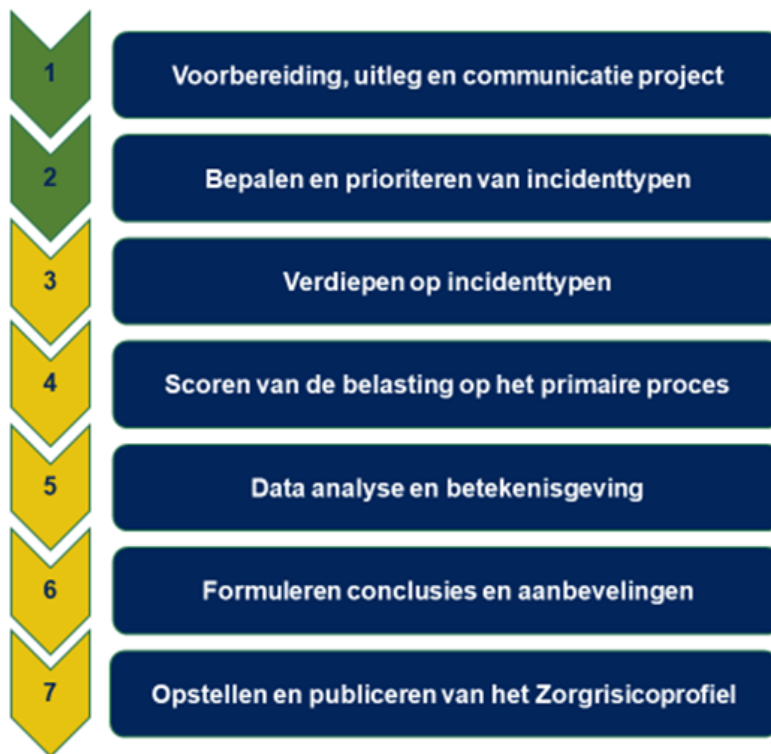 1
Voorbereiding, uitleg en communicatie project
2
Bepalen en prioriteren van incidenttypen
3
Verdiepen op incidenttypen
4
Scoren van de belasting op het primaire proces
5
Data analyse en betekenisgeving
6
Formuleren conclusies en aanbevelingen
7
Opstellen en publiceren van het Zorgrisicoprofiel